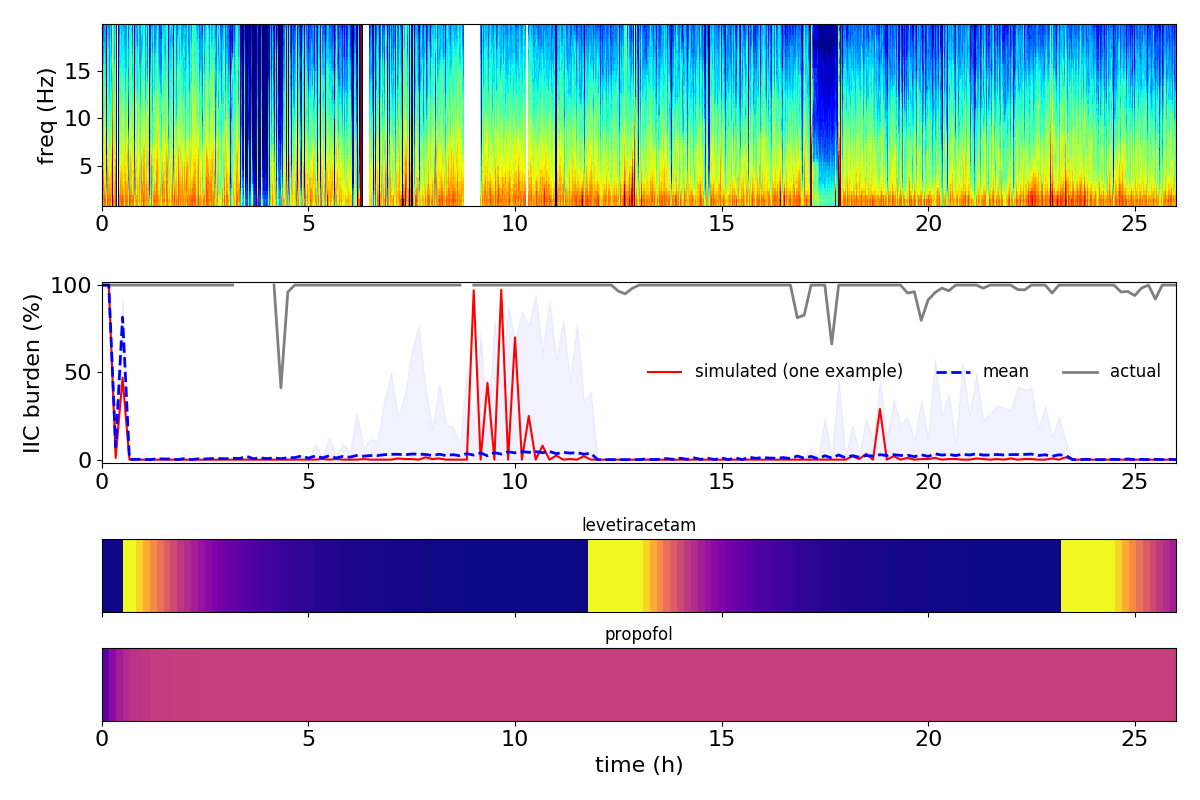 freq (Hz)
15
10
5
0 5 10 15 20 25
IIC burden (%)
100
50
0
simulated (one example) mean actual
0 5 10 15 20 25
levetiracetam
propofol
0 5 10 15 20 25
time (h)